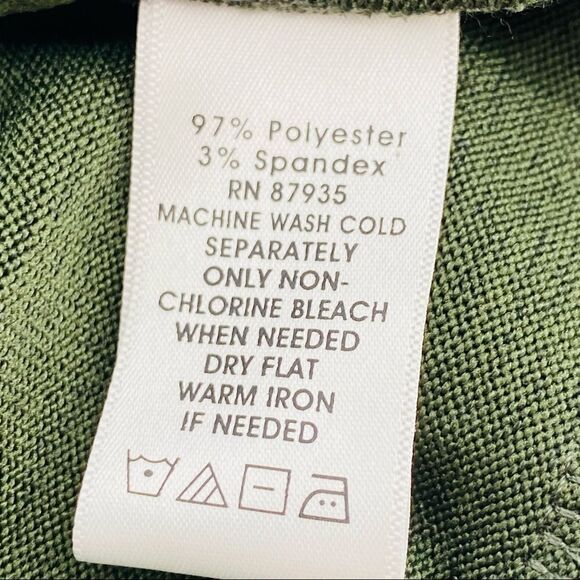 97% Polyester
3% Spandex
RN 87935
MACHINE WASH COLD
SEPARATELY
ONLY NON-
CHLORINE BLEACH
WHEN NEEDED
DRY FLAT
WARM IRON
IF NEEDED